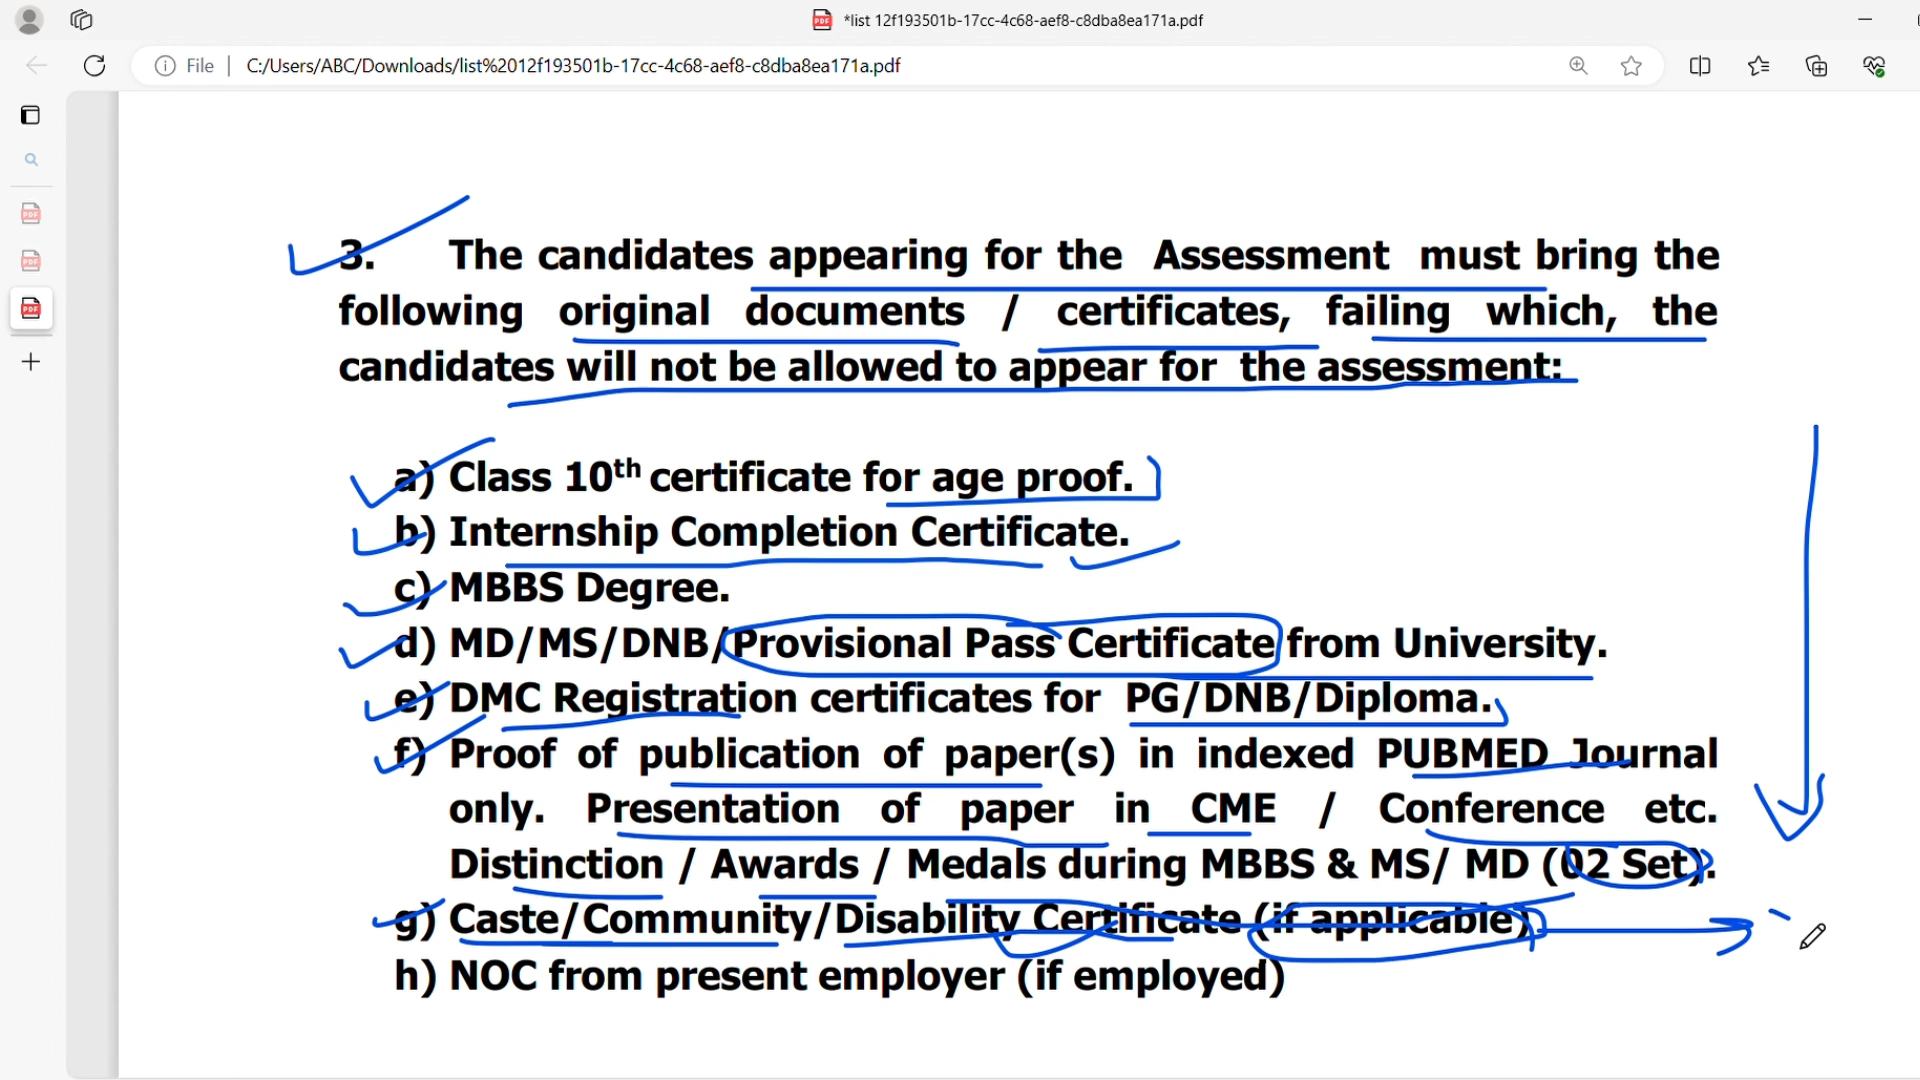 *list 12f193501b-17cc-4c68-aef8-c8dba8ea171a.pdf
File | C:/Users/ABC/Downloads/list%2012f193501b-17cc-4c68-aef8-c8dba8ea171a.pdf
3. The candidates appearing for the Assessment must bring the
following original documents / certificates, failing which, the
candidates will not be allowed to appear for the assessment:
a) Class 10th certificate for age proof.
b) Internship Completion Certificate.
c) MBBS Degree.
d) MD/MS/DNB/Provisional Pass Certificate from University.
e) DMC Registration certificates for PG/DNB/Diploma.
f) Proof of publication of paper(s) in indexed PUBMED Journal
only. Presentation of paper in CME / Conference etc.
Distinction / Awards / Medals during MBBS & MS/ MD (02 Set).
g) Caste/Community/Disability Certificate (if applicable)
h) NOC from present employer (if employed)